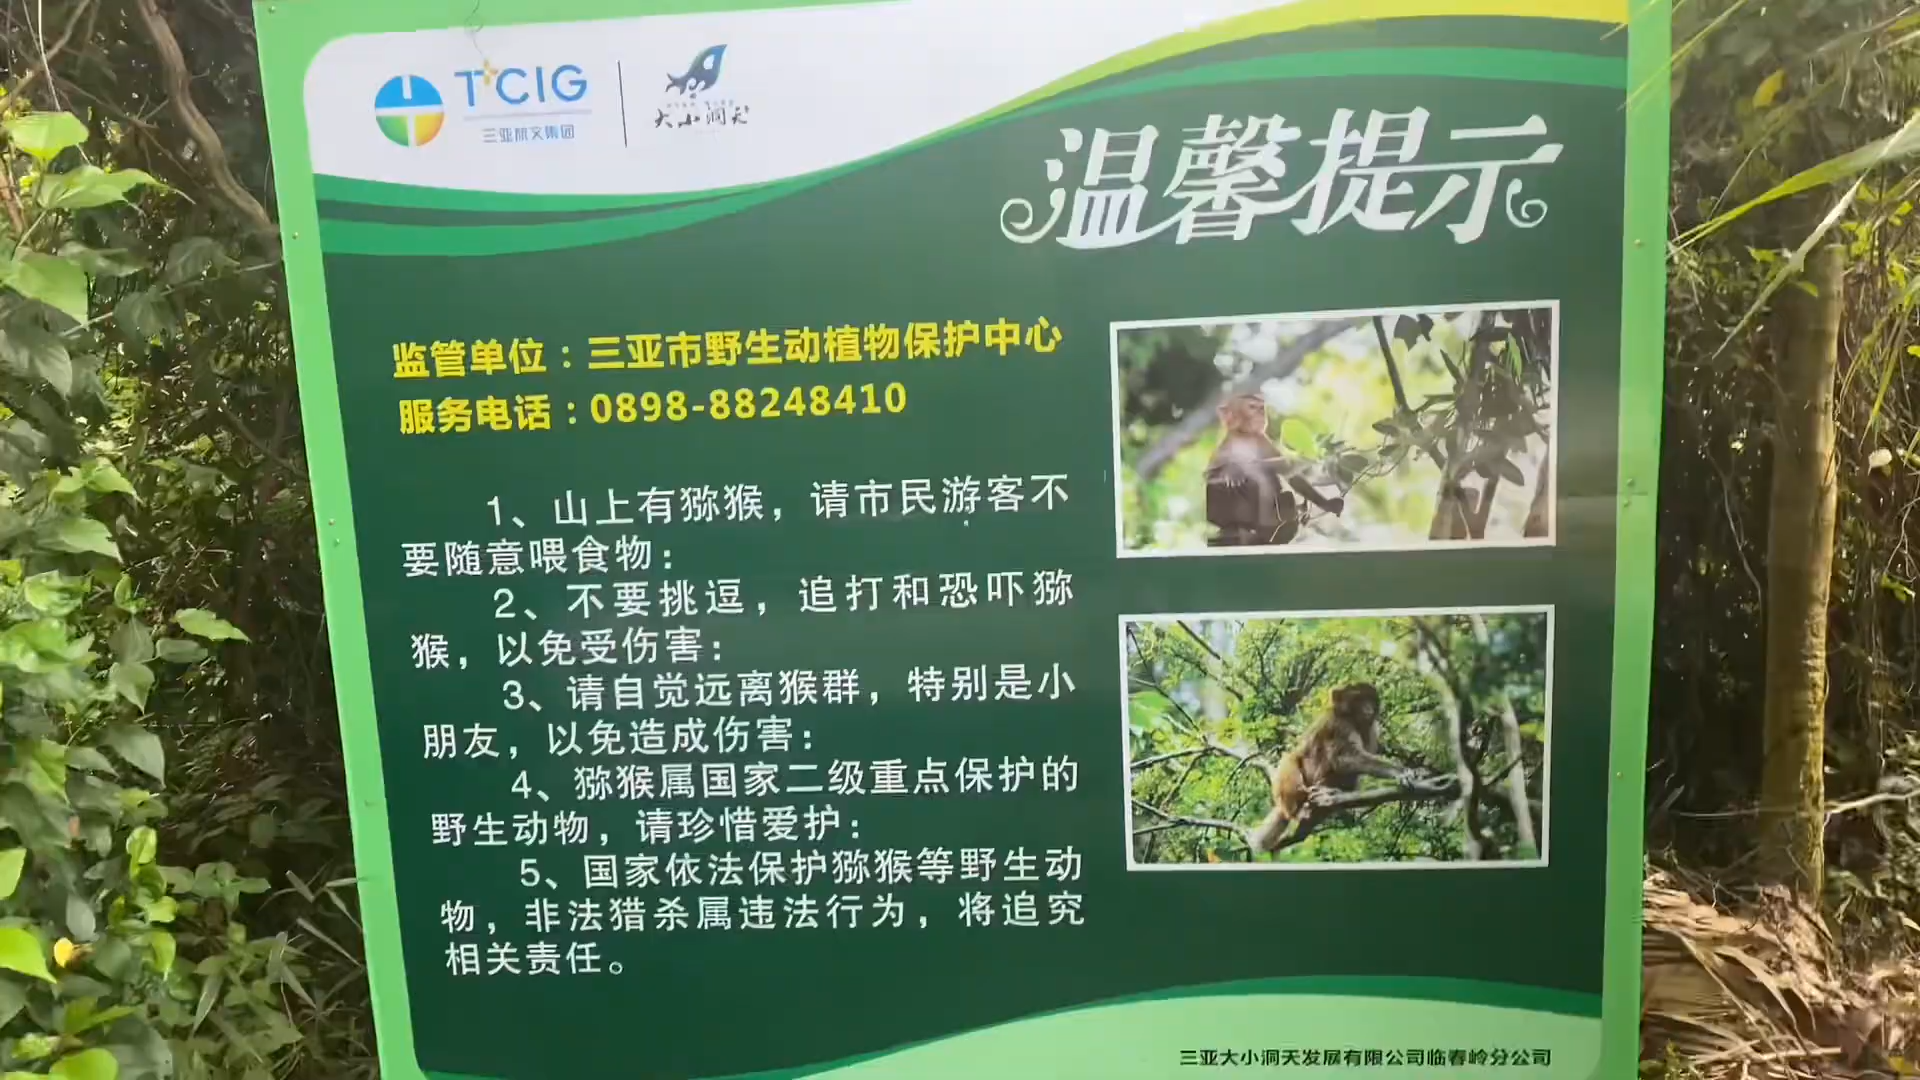 TCIG
三亚旅文集团
大小洞天
温馨提示
监管单位：三亚市野生动植物保护中心
服务电话：0898-88248410
1、山上有猕猴，请市民游客不
要随意喂食物：
2、不要挑逗，追打和恐吓猕
猴，以免受伤害：
3、请自觉远离猴群，特别是小
朋友，以免造成伤害：
4、猕猴属国家二级重点保护的
野生动物，请珍惜爱护：
5、国家依法保护猕猴等野生动
物，非法猎杀属违法行为，将追究
相关责任。
三亚大小洞天发展有限公司临春岭分公司